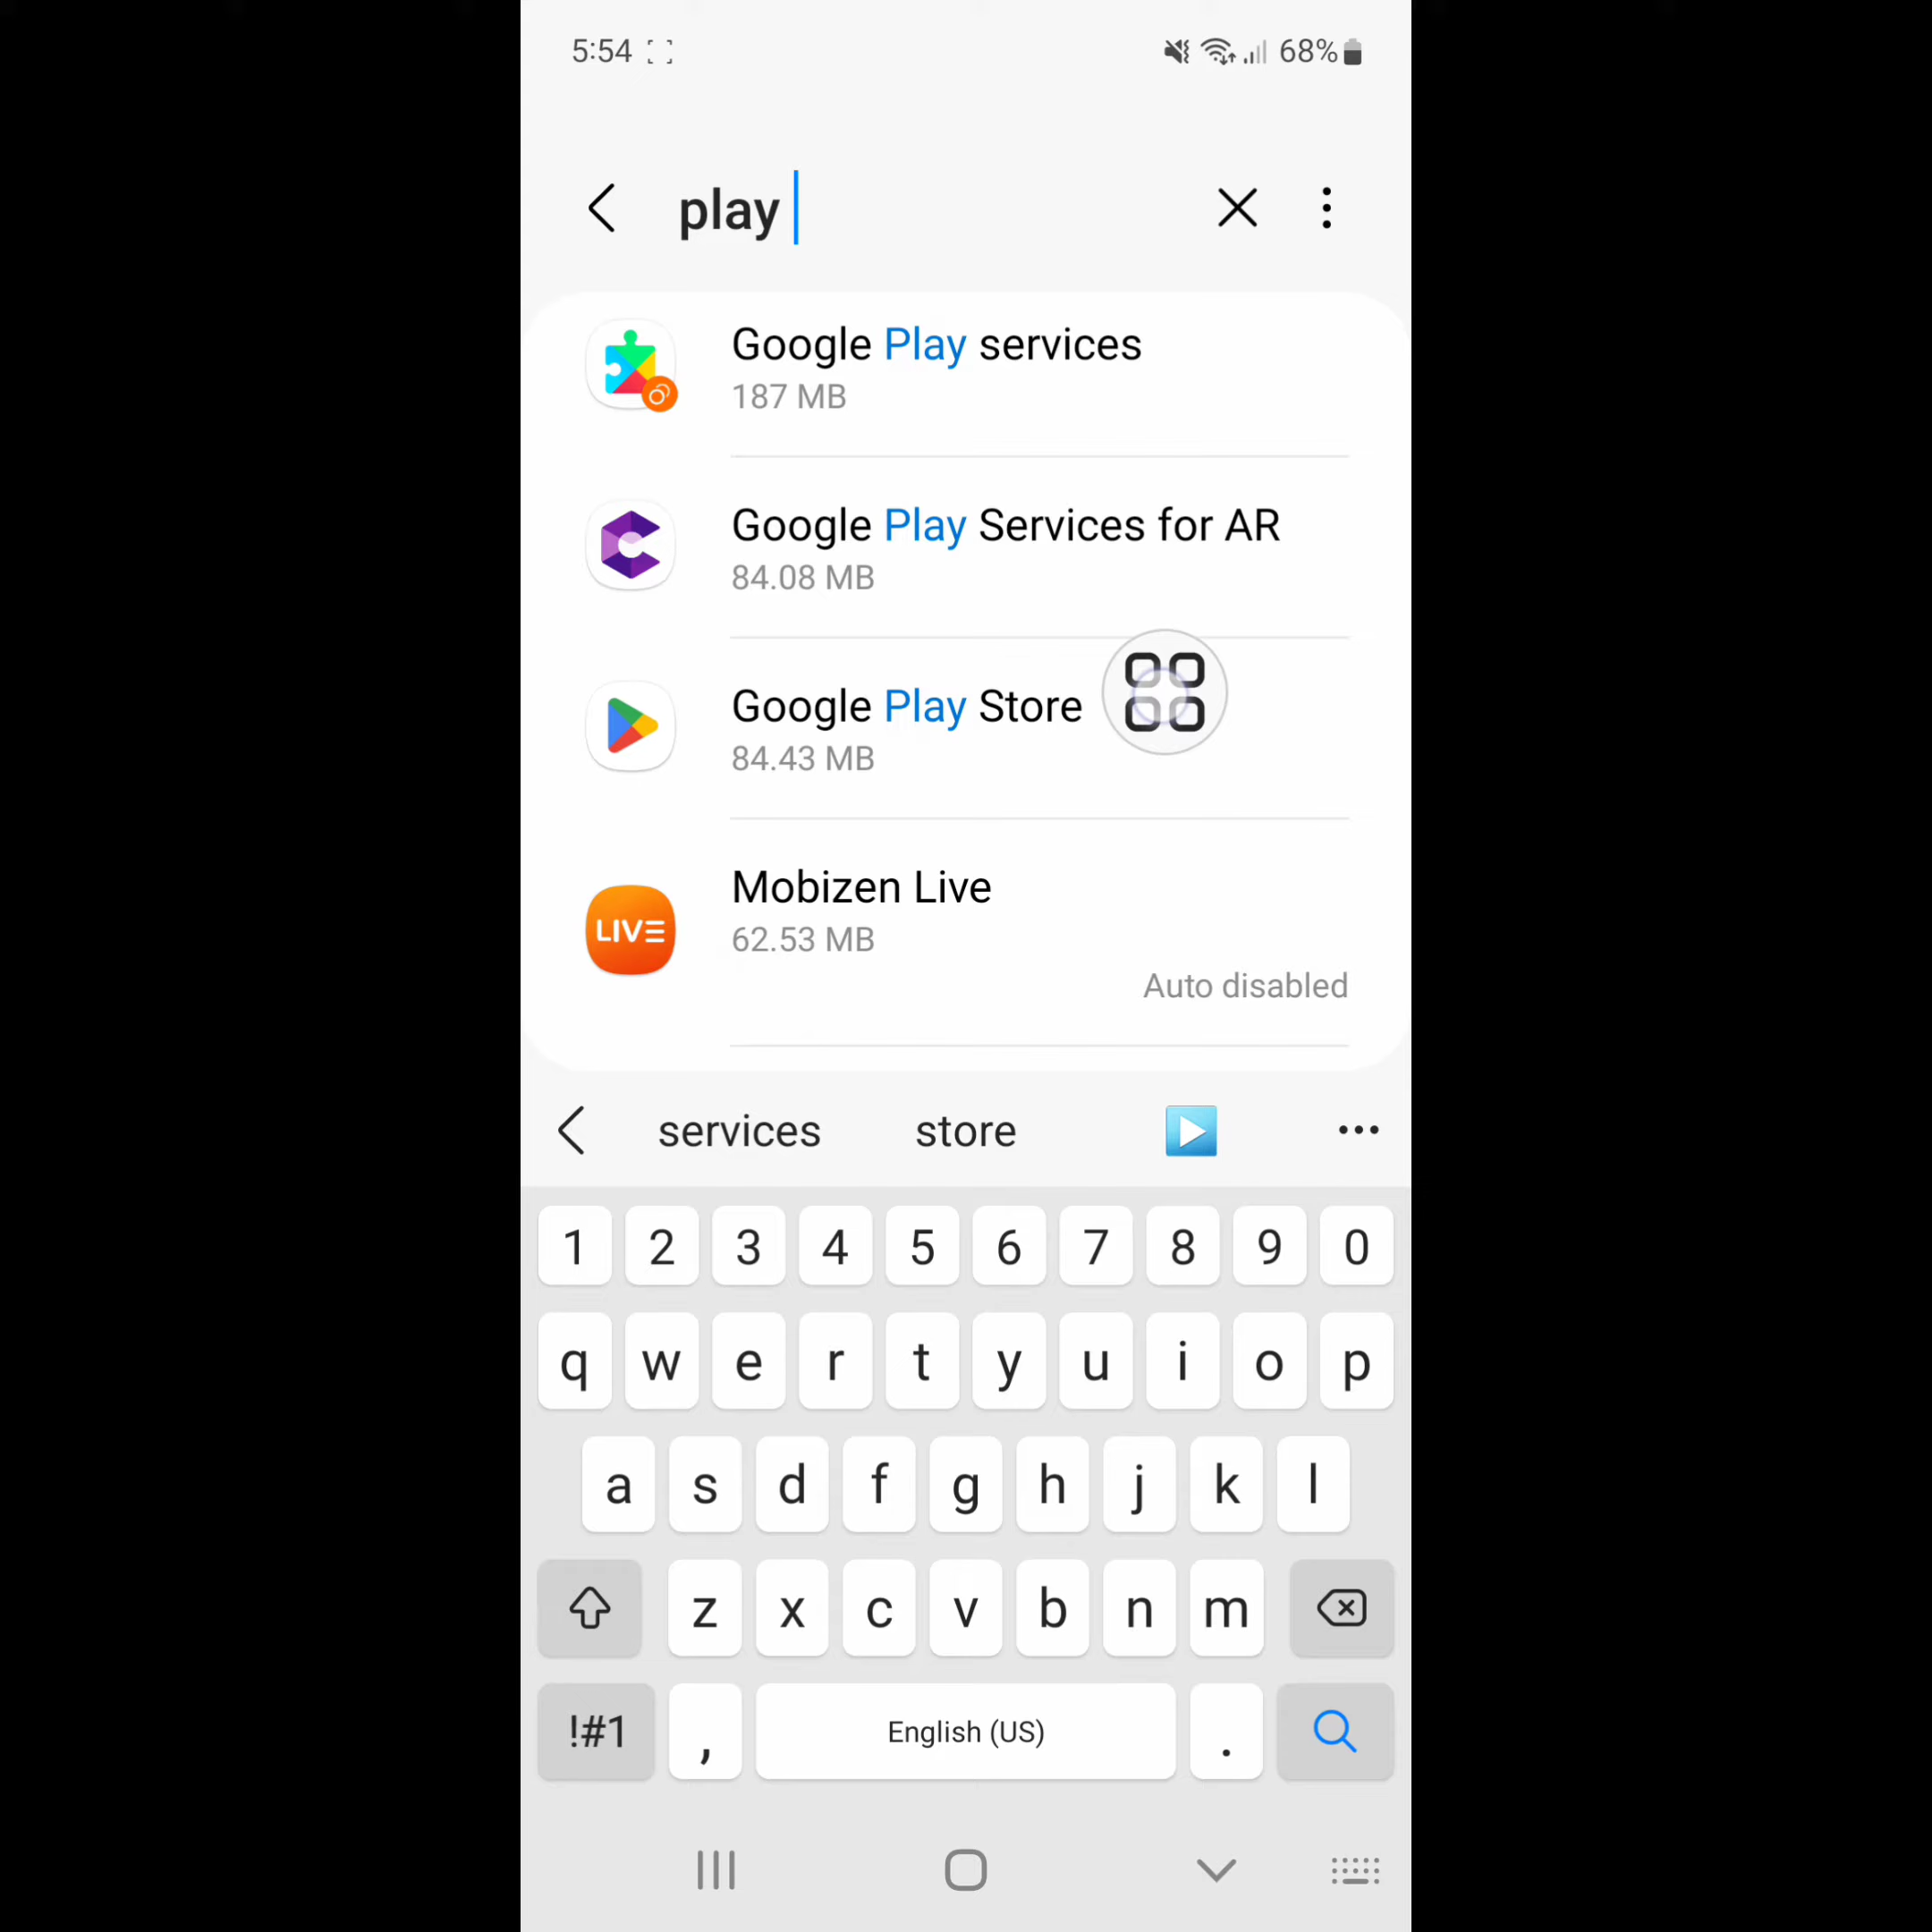 5:54 68%
play
Google Play services
187 MB
Google Play Services for AR
84.08 MB
Google Play Store
84.43 MB
Mobizen Live
LIVE
62.53 MB
Auto disabled
services store
1 2 3 4 5 6 7 8 9 0
q w e r t y u i o p
a s d f g h j k l
z x c v b n m
!#1 , English (US) .